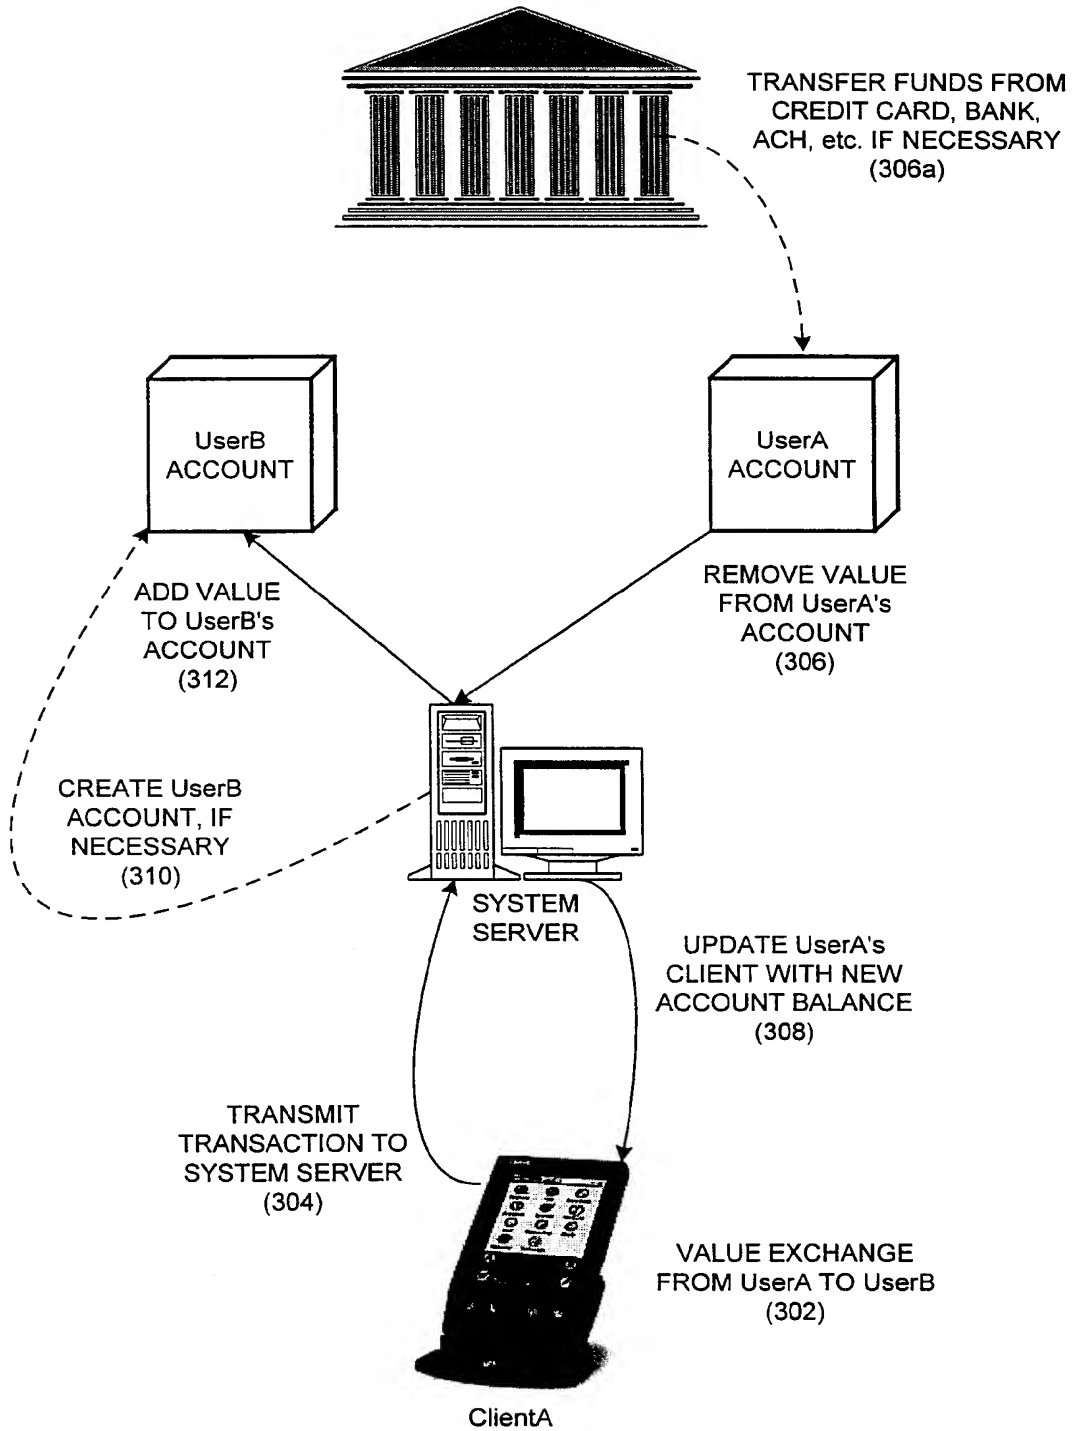 TRANSFER FUNDS FROM
CREDIT CARD, BANK,
ACH, etc. IF NECESSARY
(306a)
UserB
ACCOUNT
UserA
ACCOUNT
ADD VALUE
TO UserB's
ACCOUNT
(312)
REMOVE VALUE
FROM UserA's
ACCOUNT
(306)
CREATE UserB
ACCOUNT, IF
NECESSARY
(310)
SYSTEM
SERVER
UPDATE UserA's
CLIENT WITH NEW
ACCOUNT BALANCE
(308)
TRANSMIT
TRANSACTION TO
SYSTEM SERVER
(304)
VALUE EXCHANGE
FROM UserA TO UserB
(302)
ClientA